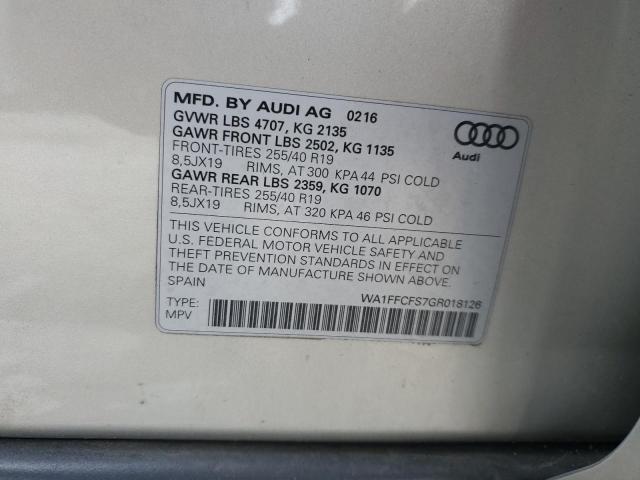 MFD. BY AUDI AG 0216
GVWR LBS 4707, KG 2135
GAWR FRONT LBS 2502, KG 1135
FRONT-TIRES 255/40 R19
8,5JX19 RIMS, AT 300 KPA 44 PSI COLD
GAWR REAR LBS 2359, KG 1070
REAR-TIRES 255/40 R19
8,5JX19 RIMS, AT 320 KPA 46 PSI COLD
Audi
THIS VEHICLE CONFORMS TO ALL APPLICABLE
U.S. FEDERAL MOTOR VEHICLE SAFETY AND
THEFT PREVENTION STANDARDS IN EFFECT ON
THE DATE OF MANUFACTURE SHOWN ABOVE.
SPAIN
WA1FFCFS7GR018126
TYPE:
MPV